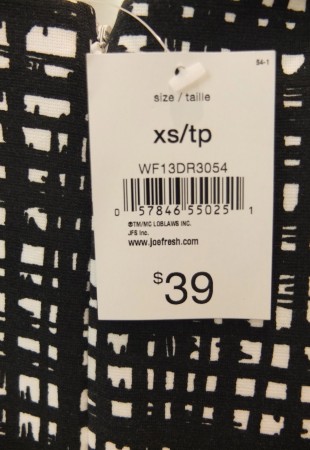 54-1
size / taille
xs/tp
WF13DR3054
0 57846 55025 1
®TM/MC LOBLAWS INC.
JFS Inc.
www.joefresh.com
$39